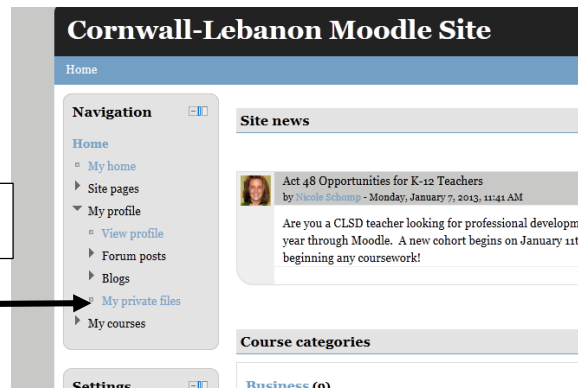 Cornwall-Lebanon Moodle Site
Home
Navigation
Home
My home
Site pages
My profile
View profile
Forum posts
Blogs
My private files
My courses
Settings
Site news
Act 48 Opportunities for K-12 Teachers
by Nicole Schomp - Monday, January 7, 2013, 11:41 AM
Are you a CLSD teacher looking for professional developm
year through Moodle. A new cohort begins on January 11t
beginning any coursework!
Course categories
Business (0)